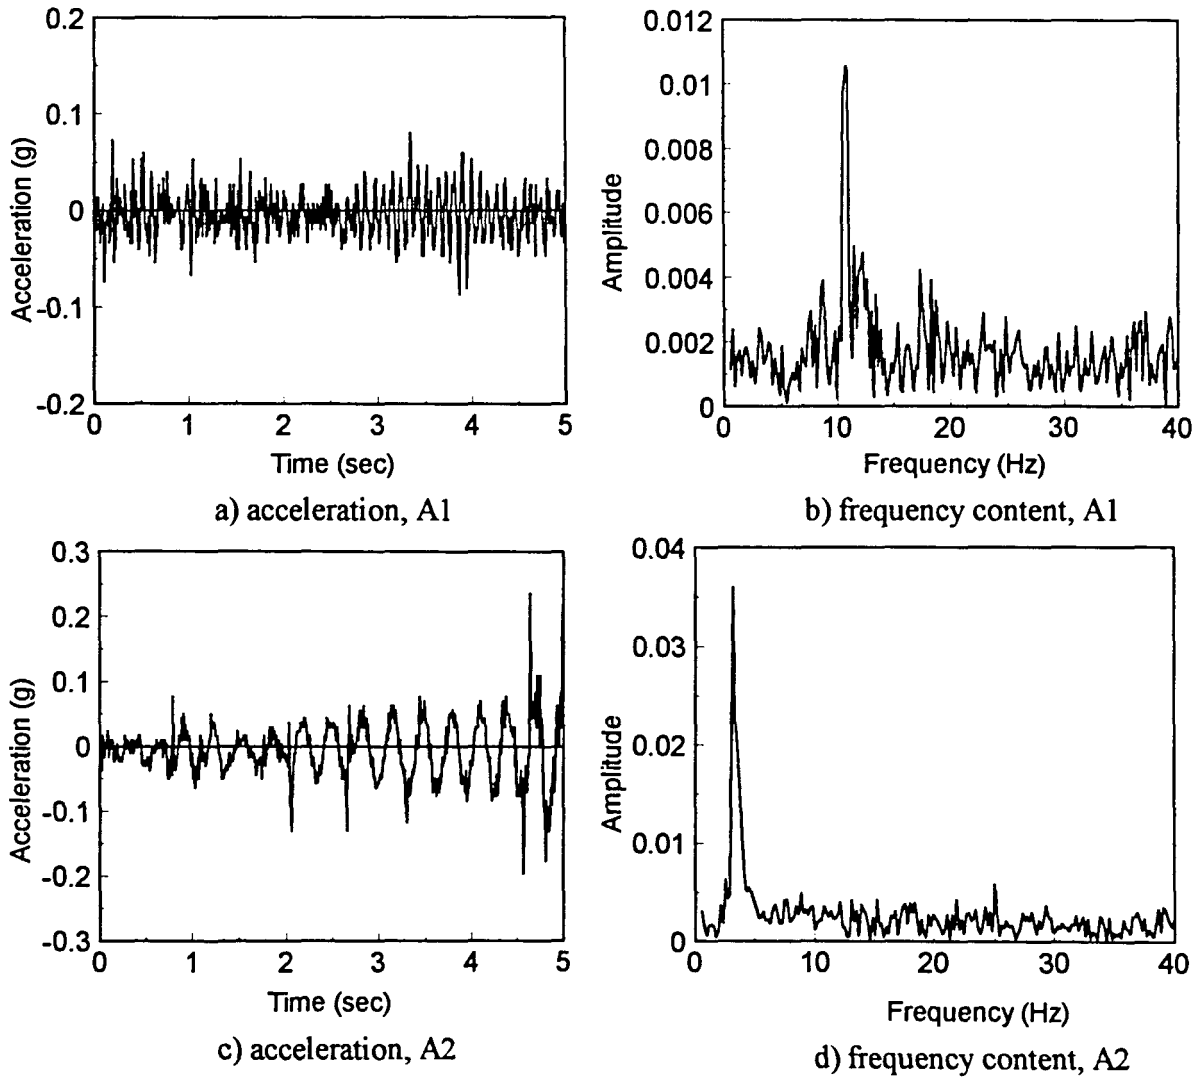 0.2
0.1
0
-0.1
-0.2
Acceleration (g)
0 1 2 3 4 5
Time (sec)
a) acceleration, A1
0.012
0.01
0.008
0.006
0.004
0.002
0
Amplitude
0 10 20 30 40
Frequency (Hz)
b) frequency content, A1
0.3
0.2
0.1
0
-0.1
-0.2
-0.3
Acceleration (g)
0 1 2 3 4 5
Time (sec)
c) acceleration, A2
0.04
0.03
0.02
0.01
0
Amplitude
0 10 20 30 40
Frequency (Hz)
d) frequency content, A2